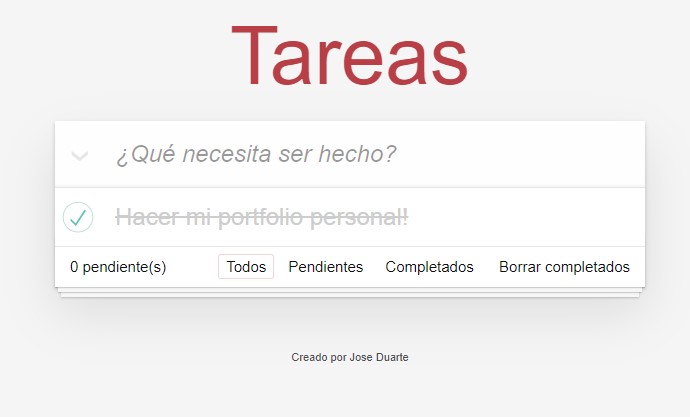 Tareas
¿Qué necesita ser hecho?
Hacer mi portfolio personal!
0 pendiente(s) Todos Pendientes Completados Borrar completados
Creado por Jose Duarte